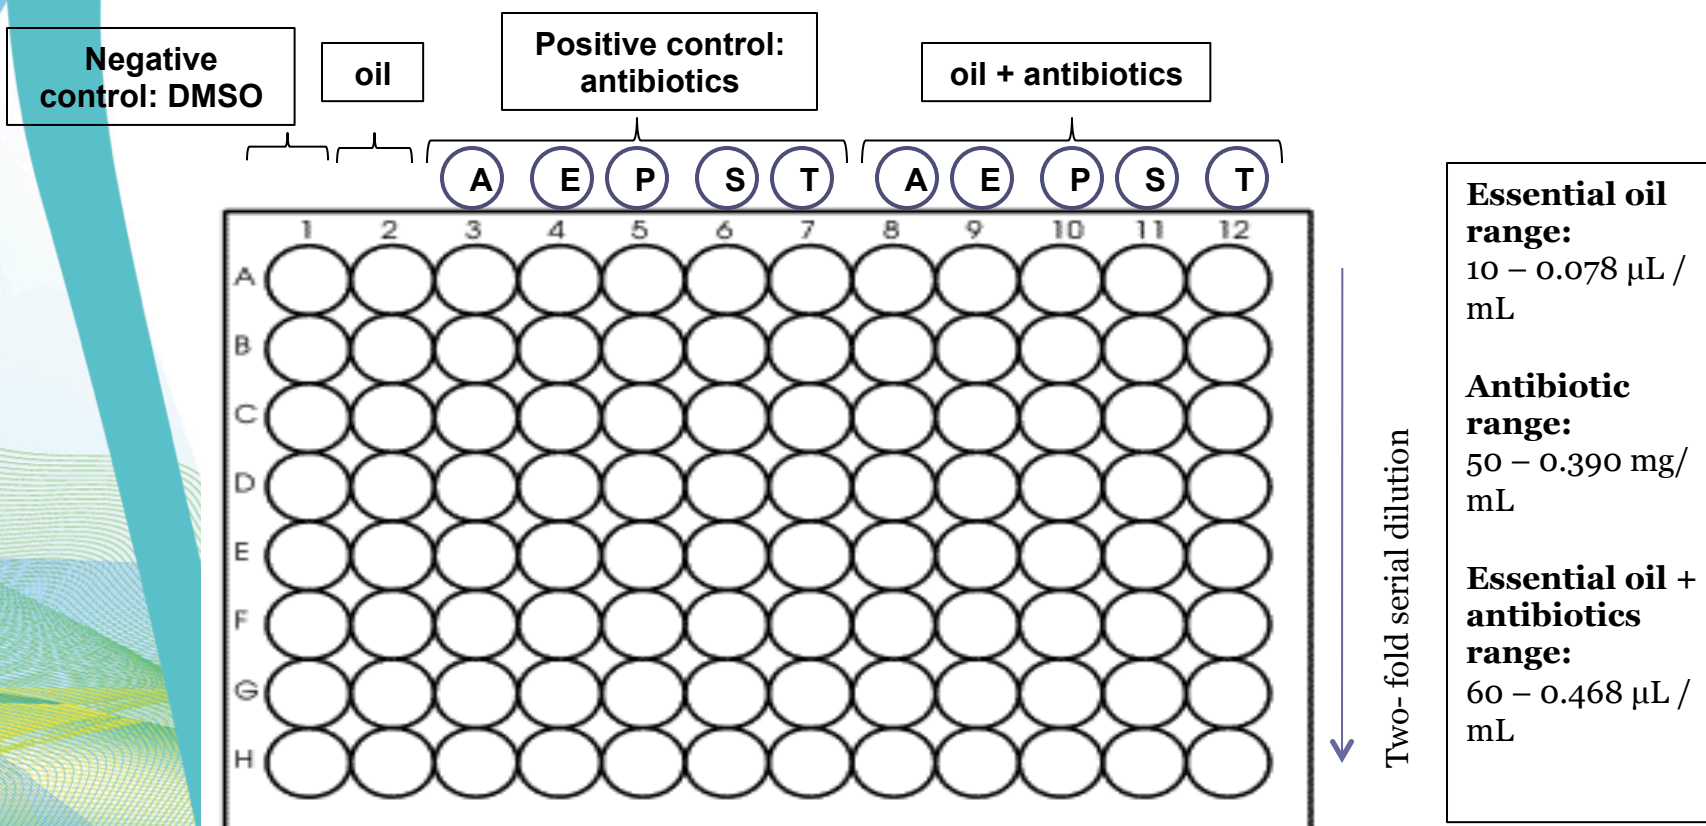 Negative
control: DMSO
oil
Positive control:
antibiotics
oil + antibiotics
A E P S T A E P S T
1 2 3 4 5 6 7 8 9 10 11 12
A
B
C
D
E
F
G
H
Two- fold serial dilution
Essential oil
range:
10 – 0.078 µL /
mL
Antibiotic
range:
50 – 0.390 mg/
mL
Essential oil +
antibiotics
range:
60 – 0.468 µL /
mL